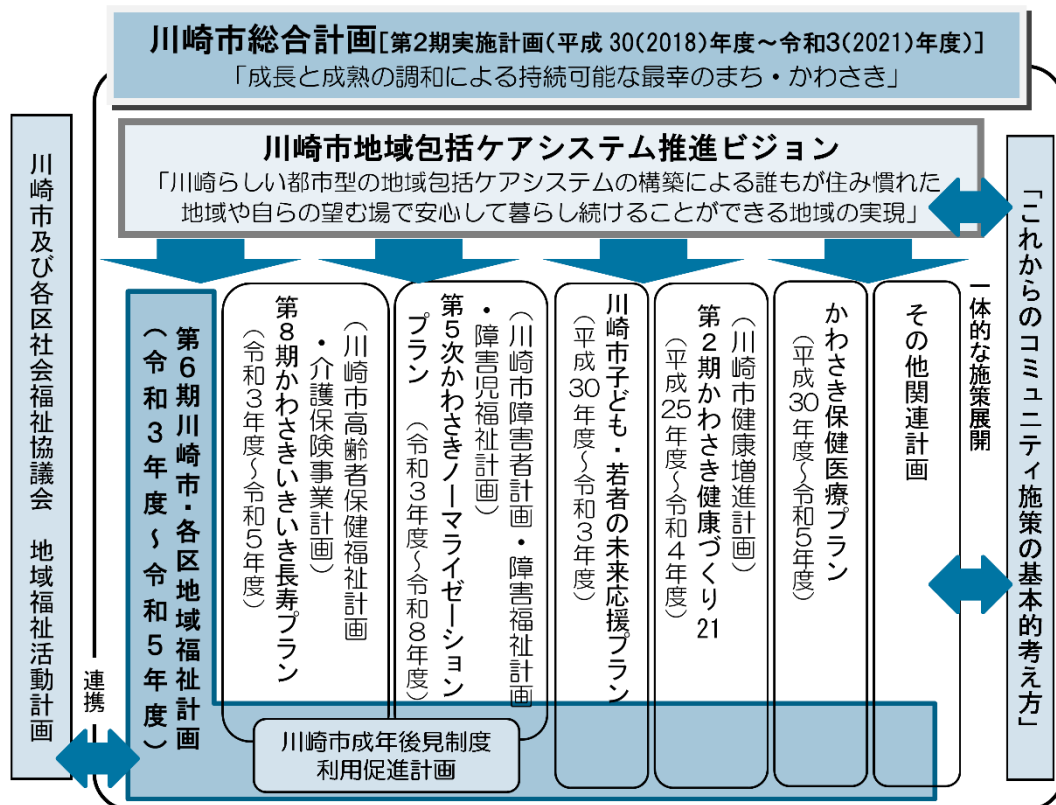 川崎市総合計画[第2期実施計画(平成30(2018)年度～令和3(2021)年度)]
「成長と成熟の調和による持続可能な最幸のまち・かわさき」
川崎市地域包括ケアシステム推進ビジョン
「川崎らしい都市型の地域包括ケアシステムの構築による誰もが住み慣れた
地域や自らの望む場で安心して暮らし続けることができる地域の実現」
川崎市及び各区社会福祉協議会　地域福祉活動計画
連携
第6期川崎市・各区地域福祉計画
（令和3年度～令和5年度）
（川崎市高齢者保健福祉計画
・介護保険事業計画）
第8期かわさきいきいき長寿プラン
（令和3年度～令和5年度）
（川崎市障害者計画・障害福祉計画
・障害児福祉計画）
第5次かわさきノーマライゼーション
プラン　（令和3年度～令和8年度）
川崎市子ども・若者の未来応援プラン
（平成30年度～令和3年度）
（川崎市健康増進計画）
第2期かわさき健康づくり21
（平成25年度～令和4年度）
かわさき保健医療プラン
（平成30年度～令和5年度）
その他関連計画
一体的な施策展開
「これからのコミュニティ施策の基本的考え方」
川崎市成年後見制度
利用促進計画